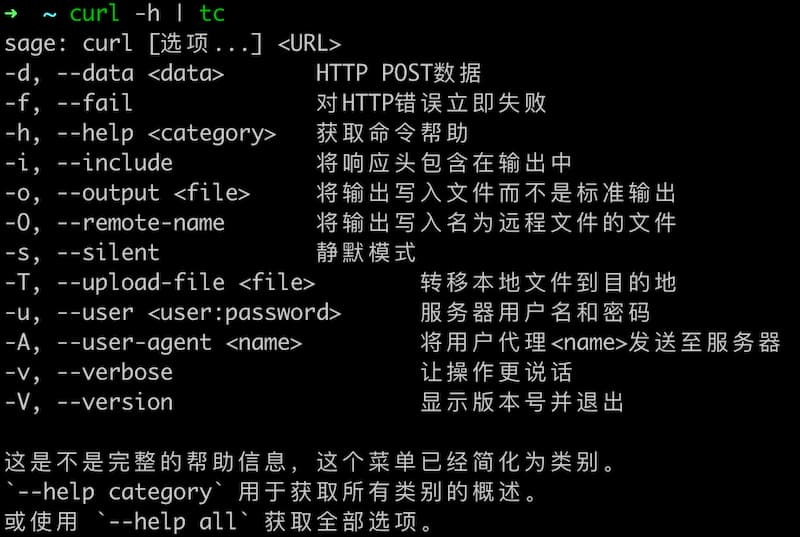 ➜  ~ curl -h | tc
sage: curl [选项...] <URL>
-d, --data <data>       HTTP POST数据
-f, --fail              对HTTP错误立即失败
-h, --help <category>   获取命令帮助
-i, --include           将响应头包含在输出中
-o, --output <file>     将输出写入文件而不是标准输出
-O, --remote-name       将输出写入名为远程文件的文件
-s, --silent            静默模式
-T, --upload-file <file>        转移本地文件到目的地
-u, --user <user:password>      服务器用户名和密码
-A, --user-agent <name>         将用户代理<name>发送至服务器
-v, --verbose                   让操作更说话
-V, --version                   显示版本号并退出

这是不是完整的帮助信息，这个菜单已经简化为类别。
`--help category` 用于获取所有类别的概述。
或使用 `--help all` 获取全部选项。